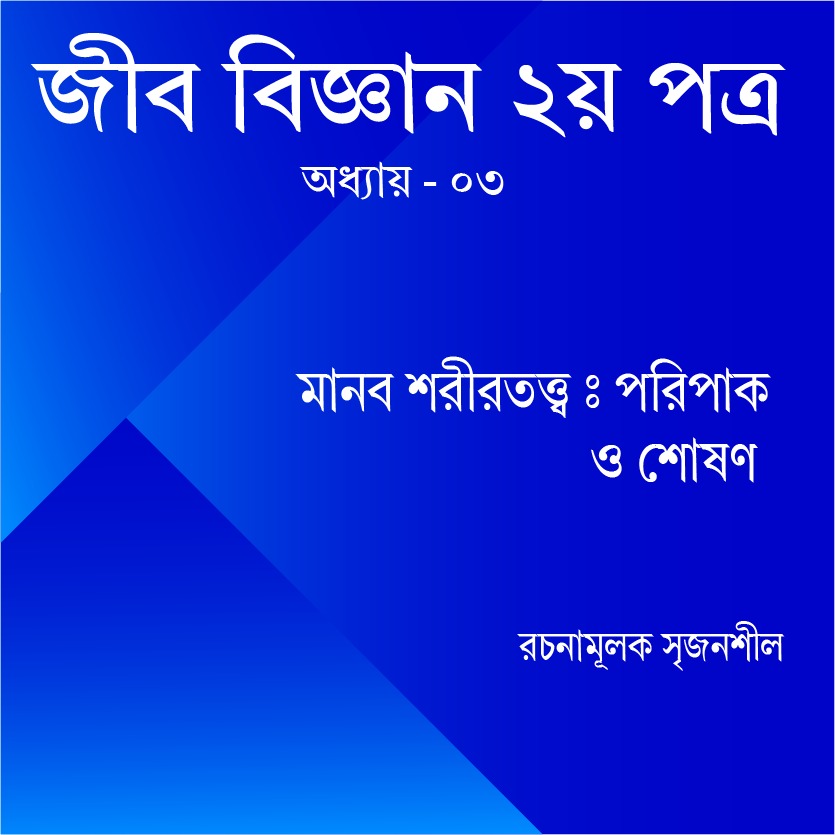 জীব বিজ্ঞান ২য় পত্র
অধ্যায় - ০৩
মানব শরীরতত্ত্ব ঃ পরিপাক
ও শোষণ
রচনামূলক সৃজনশীল